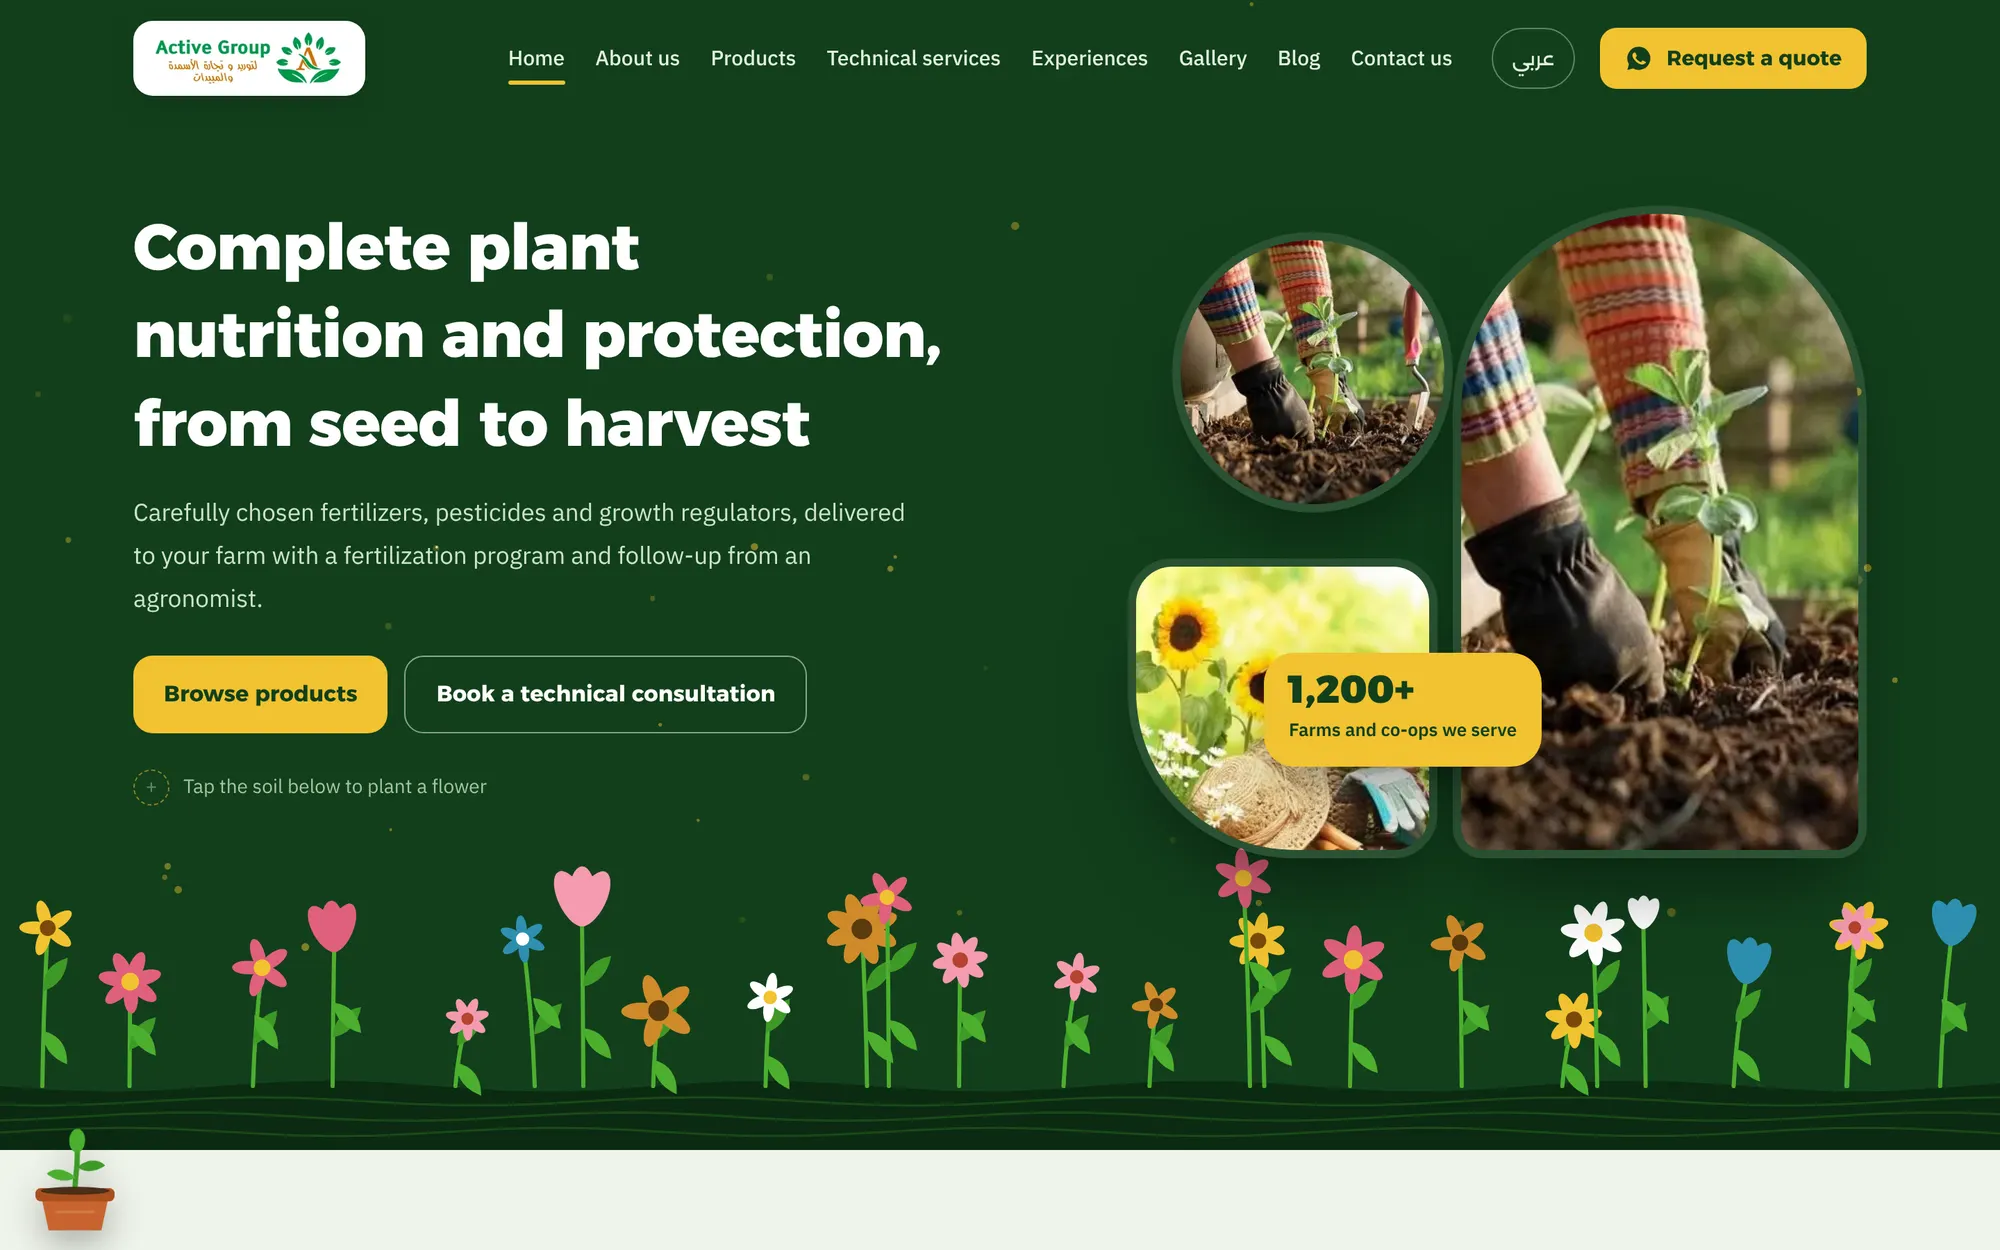 Active Group
لتوريد و تجارة الأسمدة
والمبيدات
Home
About us
Products
Technical services
Experiences
Gallery
Blog
Contact us
عربي
Request a quote
Complete plant
nutrition and protection,
from seed to harvest
Carefully chosen fertilizers, pesticides and growth regulators, delivered
to your farm with a fertilization program and follow-up from an
agronomist.
Browse products
Book a technical consultation
+ Tap the soil below to plant a flower
1,200+
Farms and co-ops we serve